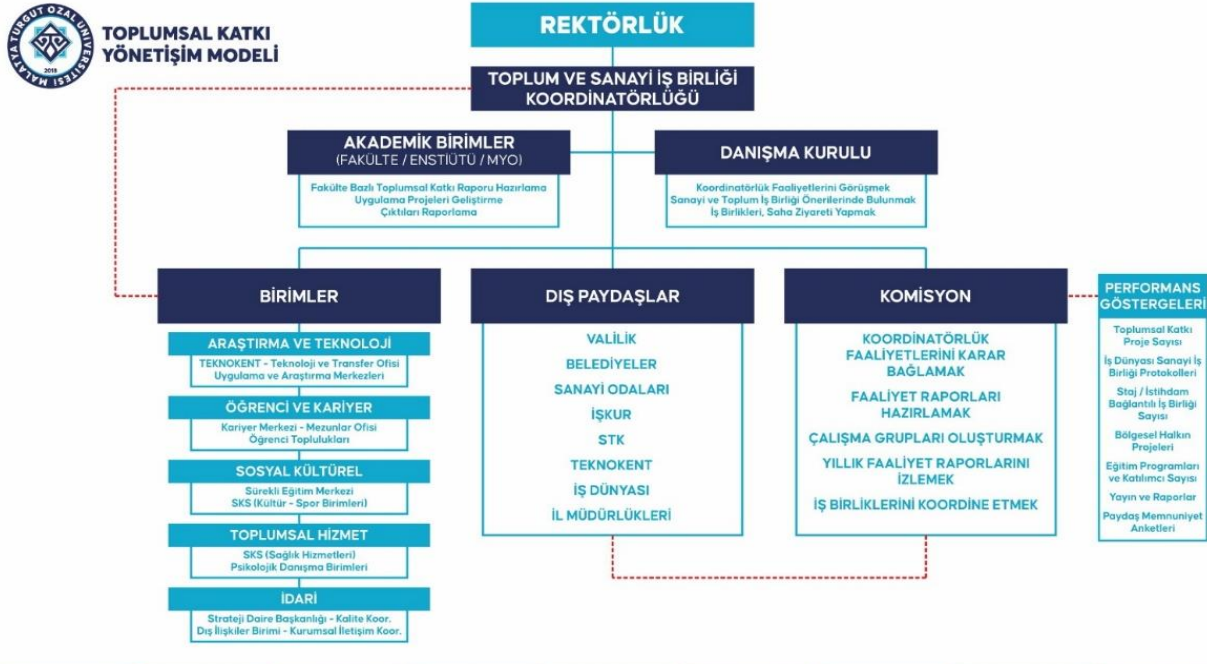 MALATYA TURGUT ÖZAL ÜNİVERSİTESİ
2018
TOPLUMSAL KATKI
YÖNETİŞİM MODELİ
REKTÖRLÜK
TOPLUM VE SANAYİ İŞ BİRLİĞİ
KOORDİNATÖRLÜĞÜ
AKADEMİK BİRİMLER
(FAKÜLTE / ENSTİÜTÜ / MYO)
Fakülte Bazlı Toplumsal Katkı Raporu Hazırlama
Uygulama Projeleri Geliştirme
Çıktıları Raporlama
DANIŞMA KURULU
Koordinatörlük Faaliyetlerini Görüşmek
Sanayi ve Toplum İş Birliği Önerilerinde Bulunmak
İş Birlikleri, Saha Ziyareti Yapmak
BİRİMLER
ARAŞTIRMA VE TEKNOLOJİ
TEKNOKENT - Teknoloji ve Transfer Ofisi
Uygulama ve Araştırma Merkezleri
ÖĞRENCİ VE KARİYER
Kariyer Merkezi - Mezunlar Ofisi
Öğrenci Toplulukları
SOSYAL KÜLTÜREL
Sürekli Eğitim Merkezi
SKS (Kültür - Spor Birimleri)
TOPLUMSAL HİZMET
SKS (Sağlık Hizmetleri)
Psikolojik Danışma Birimleri
İDARİ
Strateji Daire Başkanlığı - Kalite Koor.
Dış İlişkiler Birimi - Kurumsal İletişim Koor.
DIŞ PAYDAŞLAR
VALİLİK
BELEDİYELER
SANAYİ ODALARI
İŞKUR
STK
TEKNOKENT
İŞ DÜNYASI
İL MÜDÜRLÜKLERİ
KOMİSYON
KOORDİNATÖRLÜK
FAALİYETLERİNİ KARAR
BAĞLAMAK
FAALİYET RAPORLARI
HAZIRLAMAK
ÇALIŞMA GRUPLARI OLUŞTURMAK
YILLIK FAALİYET RAPORLARINI
İZLEMEK
İŞ BİRLİKLERİNİ KOORDİNE ETMEK
PERFORMANS
GÖSTERGELERİ
Toplumsal Katkı
Proje Sayısı
İş Dünyası Sanayi İş
Birliği Protokolleri
Staj / İstihdam
Bağlantılı İş Birliği
Sayısı
Bölgesel Halkın
Projeleri
Eğitim Programları
ve Katılımcı Sayısı
Yayın ve Raporlar
Paydaş Memnuniyet
Anketleri